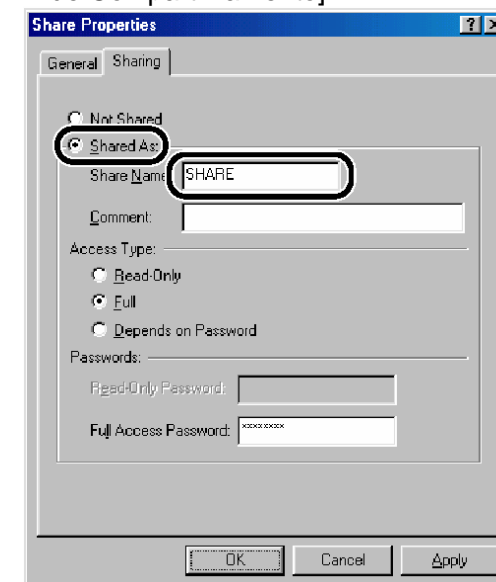 Share Properties
General Sharing
Not Shared
Shared As:
Share Name: SHARE
Comment:
Access Type:
Read-Only
Full
Depends on Password
Passwords:
Read-Only Password:
Full Access Password: ××××××××
OK Cancel Apply